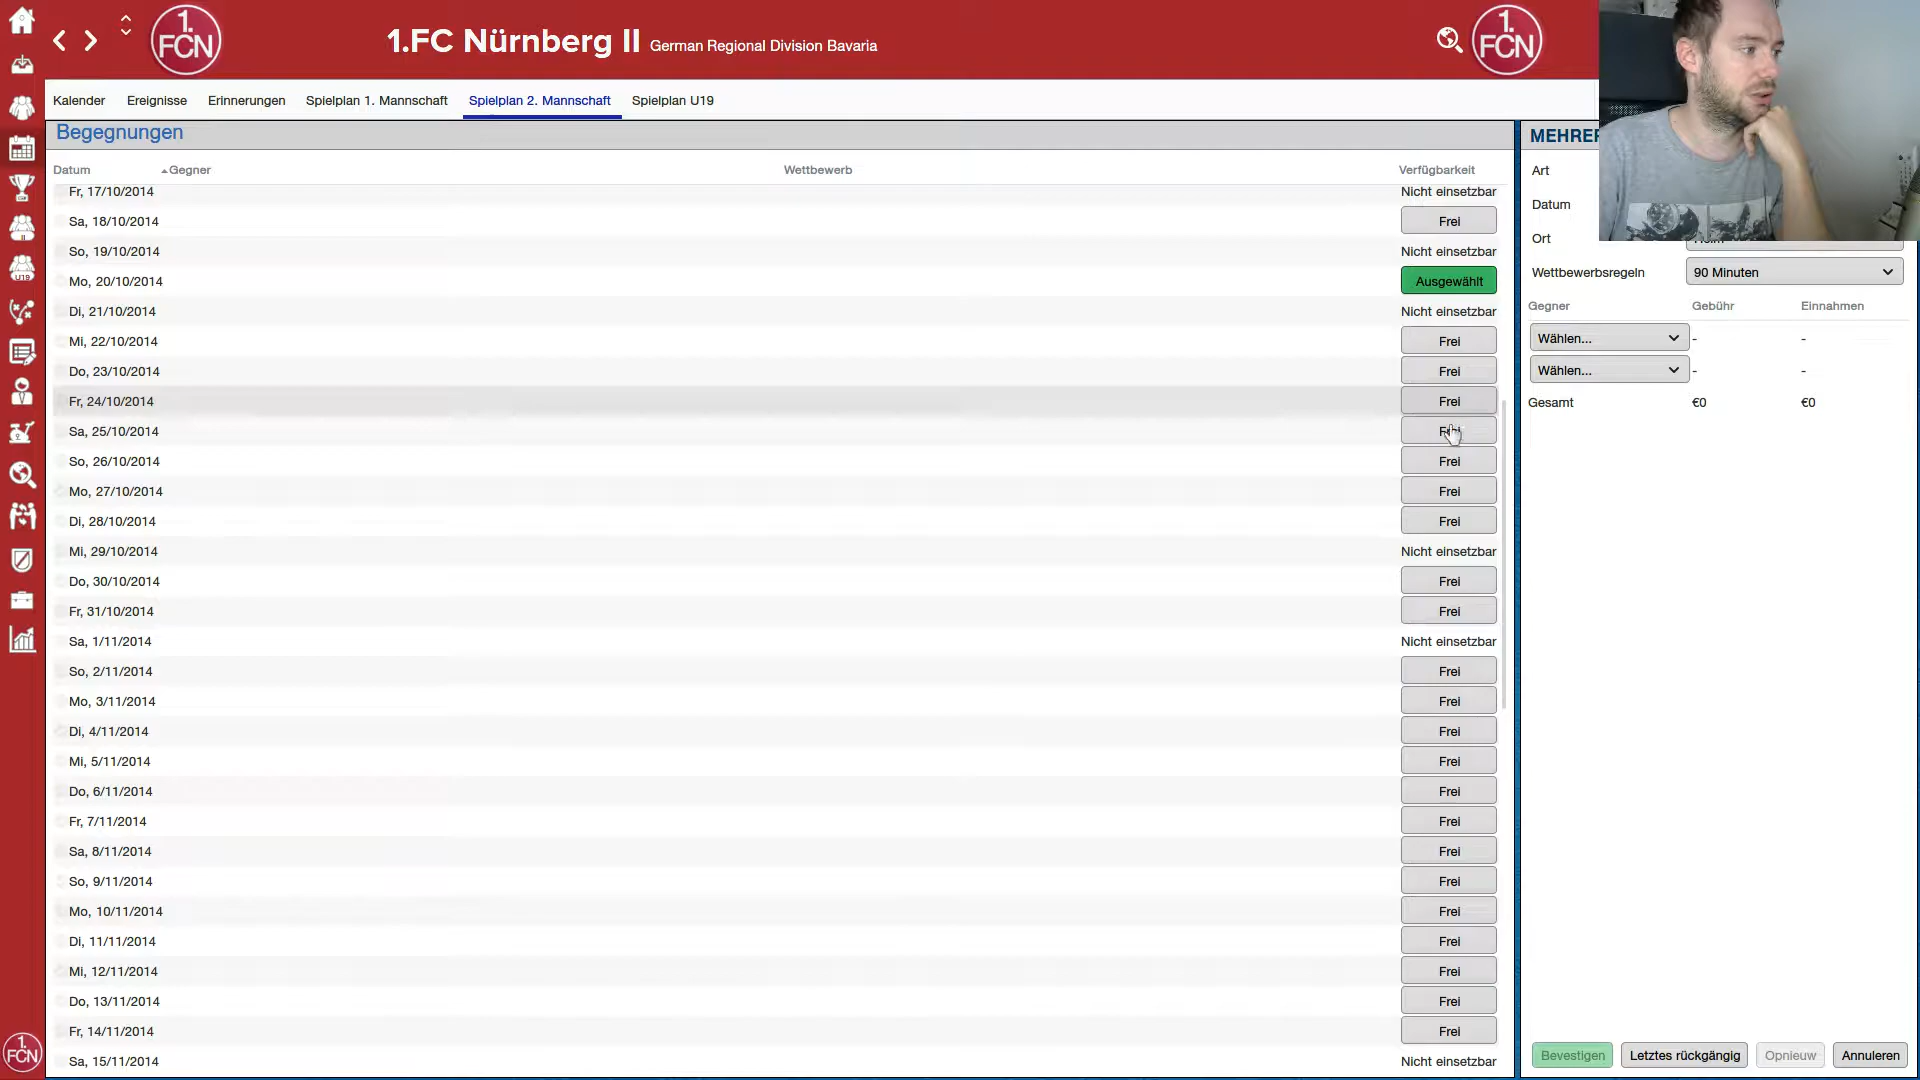 1.FC Nürnberg II German Regional Division Bavaria
1. FCN
1. FCN
Kalender Ereignisse Erinnerungen Spielplan 1. Mannschaft Spielplan 2. Mannschaft Spielplan U19
Begegnungen
Datum Gegner Wettbewerb Verfügbarkeit
Fr, 17/10/2014 Nicht einsetzbar
Sa, 18/10/2014 Frei
So, 19/10/2014 Nicht einsetzbar
Mo, 20/10/2014 Ausgewählt
Di, 21/10/2014 Nicht einsetzbar
Mi, 22/10/2014 Frei
Do, 23/10/2014 Frei
Fr, 24/10/2014 Frei
Sa, 25/10/2014 Frei
So, 26/10/2014 Frei
Mo, 27/10/2014 Frei
Di, 28/10/2014 Frei
Mi, 29/10/2014 Nicht einsetzbar
Do, 30/10/2014 Frei
Fr, 31/10/2014 Frei
Sa, 1/11/2014 Nicht einsetzbar
So, 2/11/2014 Frei
Mo, 3/11/2014 Frei
Di, 4/11/2014 Frei
Mi, 5/11/2014 Frei
Do, 6/11/2014 Frei
Fr, 7/11/2014 Frei
Sa, 8/11/2014 Frei
So, 9/11/2014 Frei
Mo, 10/11/2014 Frei
Di, 11/11/2014 Frei
Mi, 12/11/2014 Frei
Do, 13/11/2014 Frei
Fr, 14/11/2014 Frei
Sa, 15/11/2014 Nicht einsetzbar
Art
Datum
Ort
Wettbewerbsregeln 90 Minuten
Gegner Gebühr Einnahmen
Wählen... - -
Wählen... - -
Gesamt €0 €0
Bevestigen Letztes rückgängig Opnieuw Annuleren
II
U19
1. FCN